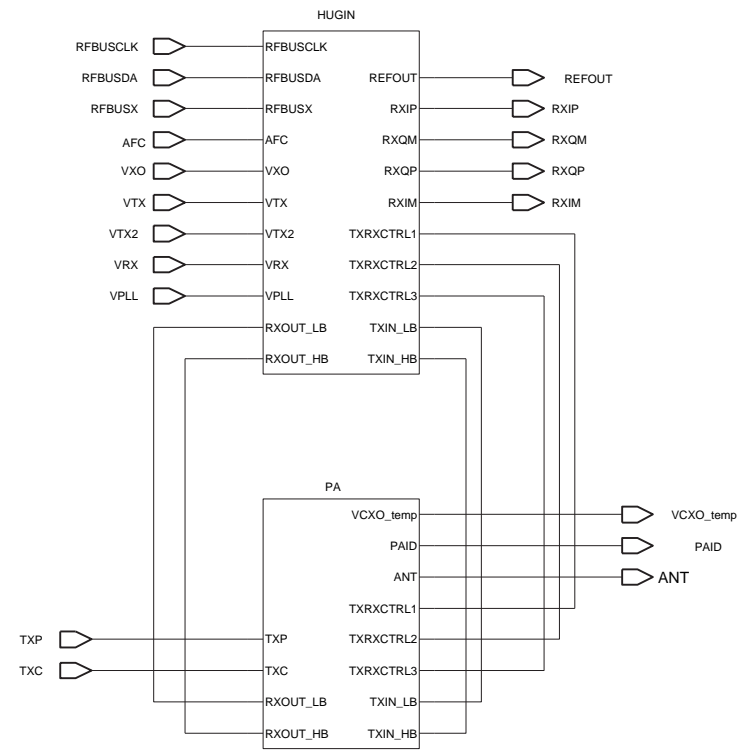 HUGIN
RFBUSCLK RFBUSCLK
RFBUSDA RFBUSDA REFOUT REFOUT
RFBUSX RFBUSX RXIP RXIP
AFC AFC RXQM RXQM
VXO VXO RXQP RXQP
VTX VTX RXIM RXIM
VTX2 VTX2 TXRXCTRL1
VRX VRX TXRXCTRL2
VPLL VPLL TXRXCTRL3
RXOUT_LB TXIN_LB
RXOUT_HB TXIN_HB
PA
VCXO_temp VCXO_temp
PAID PAID
ANT ANT
TXRXCTRL1
TXP TXP TXRXCTRL2
TXC TXC TXRXCTRL3
RXOUT_LB TXIN_LB
RXOUT_HB TXIN_HB